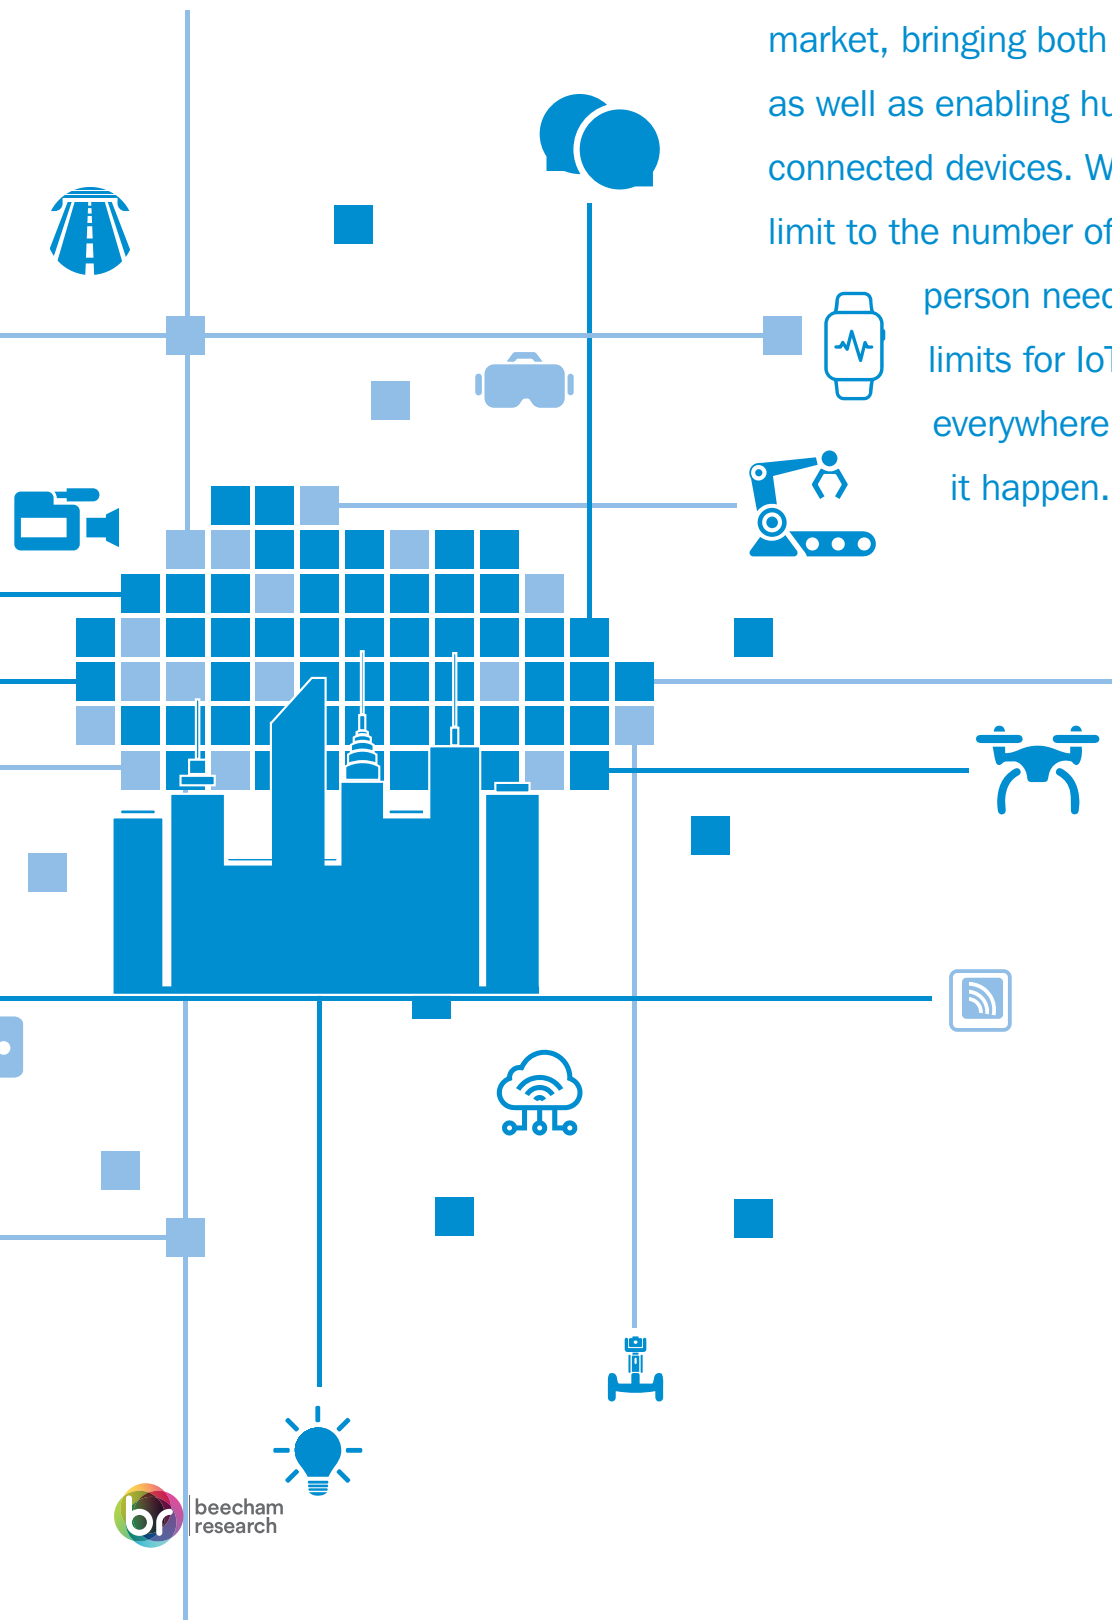 market, bringing both
as well as enabling hu
connected devices. W
limit to the number of
person need
limits for IoT
everywhere
it happen.
br
beecham
research